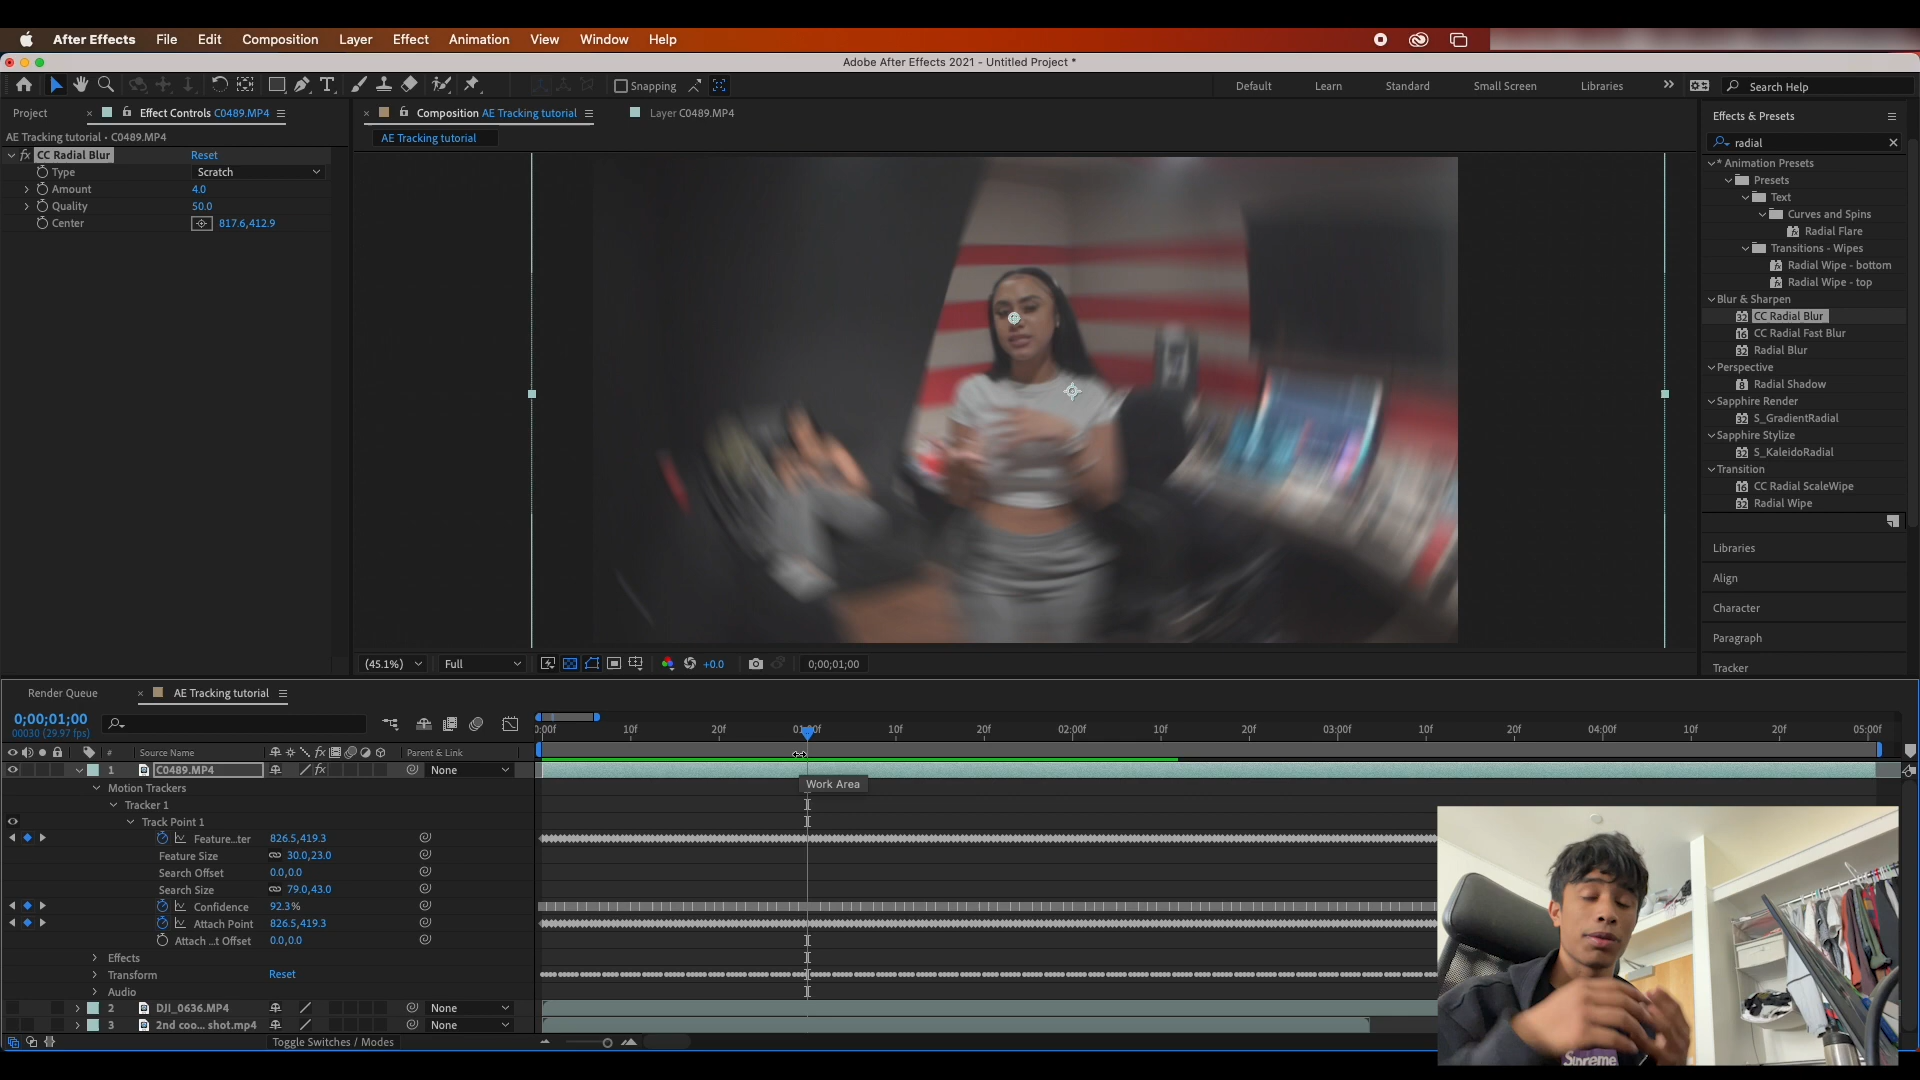 After Effects File Edit Composition Layer Effect Animation View Window Help
Adobe After Effects 2021 - Untitled Project *
Snapping Default Learn Standard Small Screen Libraries Search Help
Project Effect Controls C0489.MP4
AE Tracking tutorial • C0489.MP4
fx CC Radial Blur Reset
Type Scratch
Amount 4.0
Quality 50.0
Center 817.6,412.9
Composition AE Tracking tutorial Layer C0489.MP4
AE Tracking tutorial
(45.1%) Full +0.0 0;00;01;00
Effects & Presets
radial
* Animation Presets
Presets
Text
Curves and Spins
Radial Flare
Transitions - Wipes
Radial Wipe - bottom
Radial Wipe - top
Blur & Sharpen
32 CC Radial Blur
16 CC Radial Fast Blur
32 Radial Blur
Perspective
8 Radial Shadow
Sapphire Render
32 S_GradientRadial
Sapphire Stylize
32 S_KaleidoRadial
Transition
16 CC Radial ScaleWipe
32 Radial Wipe
Libraries
Align
Character
Paragraph
Tracker
Render Queue AE Tracking tutorial
0;00;01;00
00030 (29.97 fps)
:00f 10f 20f 01:00f 10f 20f 02:00f 10f 20f 03:00f 10f 20f 04:00f 10f 20f 05:00f
# Source Name fx Parent & Link
1 C0489.MP4 fx None
Work Area
Motion Trackers
Tracker 1
Track Point 1
Feature...ter 826.5,419.3
Feature Size 30.0,23.0
Search Offset 0.0,0.0
Search Size 79.0,43.0
Confidence 92.3%
Attach Point 826.5,419.3
Attach ...t Offset 0.0,0.0
Effects
Transform Reset
Audio
2 DJI_0636.MP4 None
3 2nd coo... shot.mp4 None
Toggle Switches / Modes
Supreme